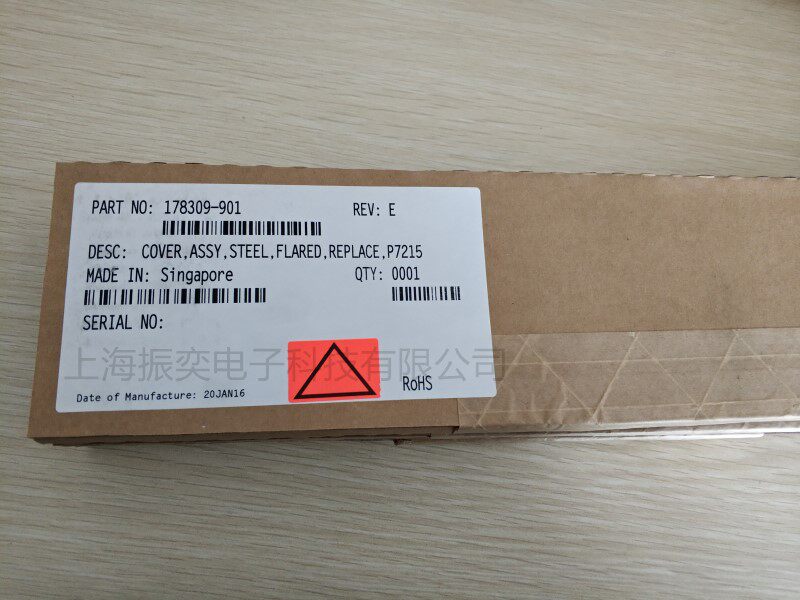 PART NO: 178309-901 REV: E
DESC: COVER,ASSY,STEEL,FLARED,REPLACE,P7215
MADE IN: Singapore QTY: 0001
SERIAL NO:
上海振奕电子科技有限公司
RoHS
Date of Manufacture: 20JAN16